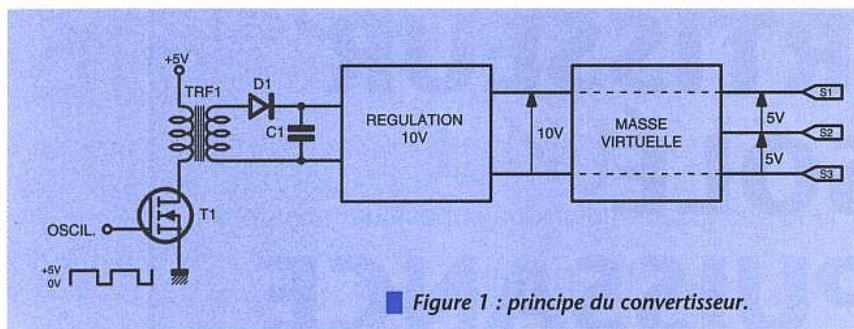 +5V
TRF1
D1
C1
REGULATION
10V
10V
MASSE
VIRTUELLE
S1
5V
S2
5V
S3
T1
OSCIL.
+5V
0V
Figure 1 : principe du convertisseur.